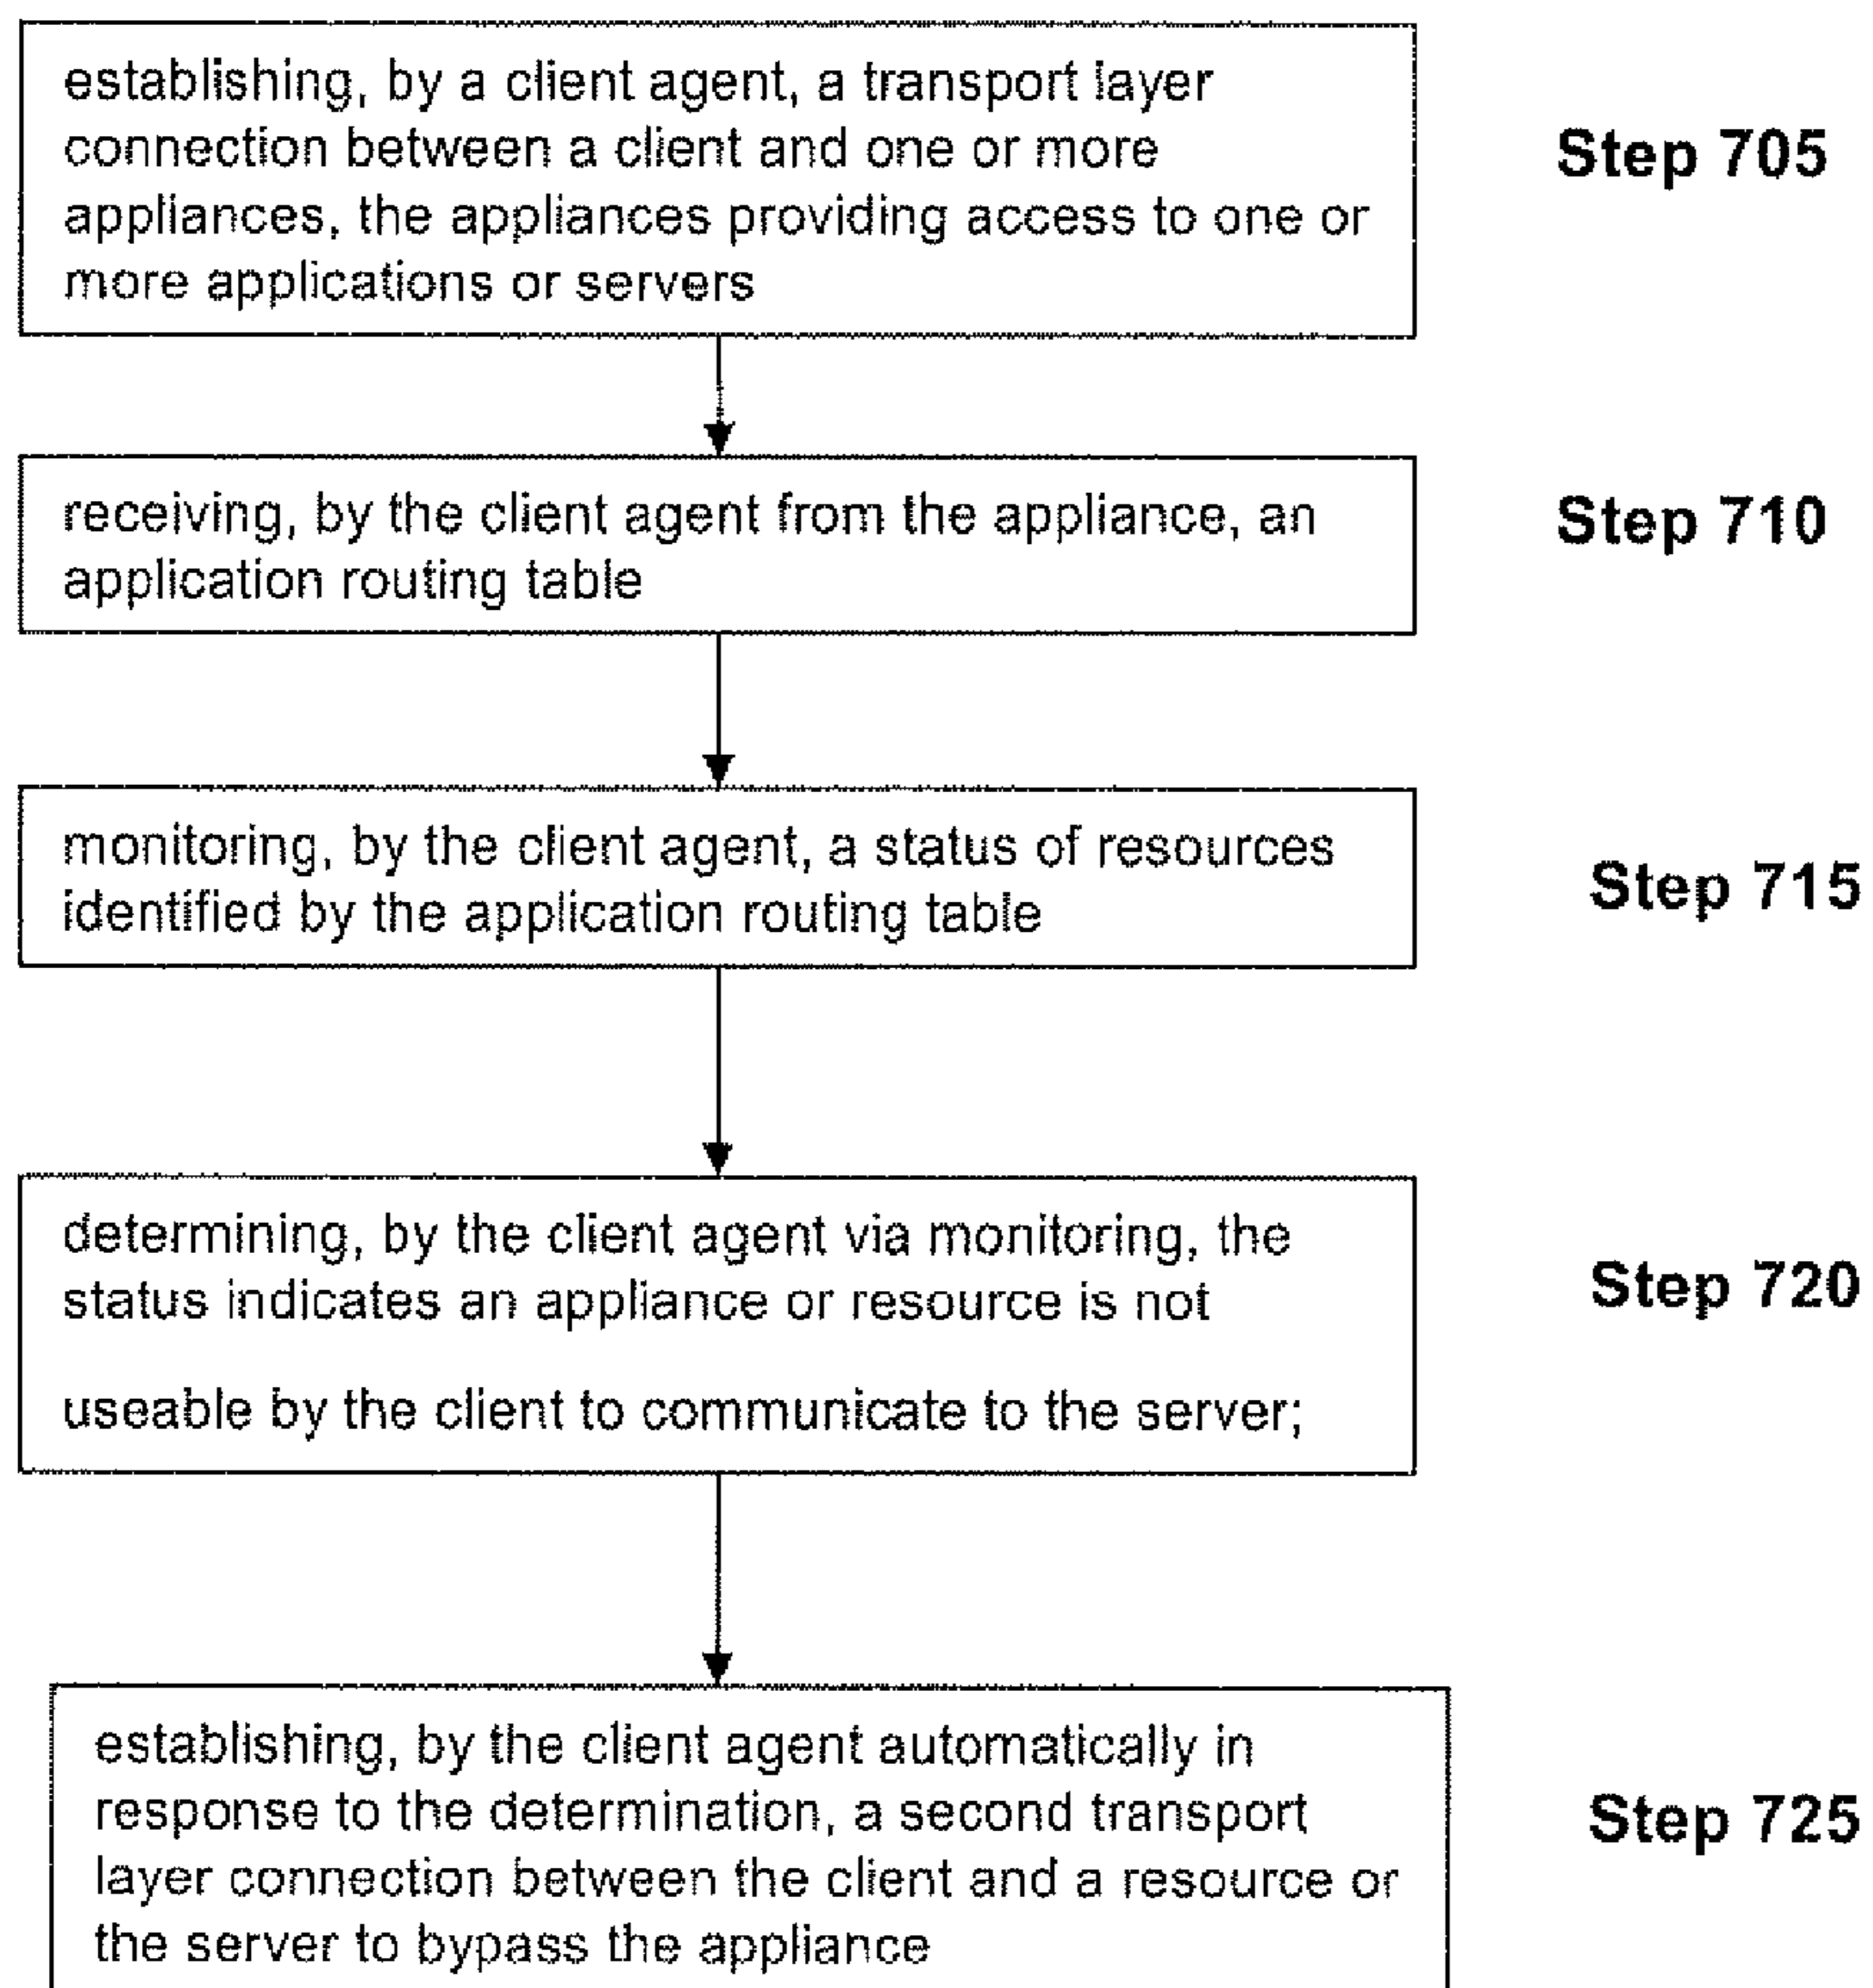 establishing, by a client agent, a transport layer
connection between a client and one or more
appliances, the appliances providing access to one or
more applications or servers
Step 705
receiving, by the client agent from the appliance, an
application routing table
Step 710
monitoring, by the client agent, a status of resources
identified by the application routing table
Step 715
determining, by the client agent via monitoring, the
status indicates an appliance or resource is not
useable by the client to communicate to the server;
Step 720
establishing, by the client agent automatically in
response to the determination, a second transport
layer connection between the client and a resource or
the server to bypass the appliance
Step 725